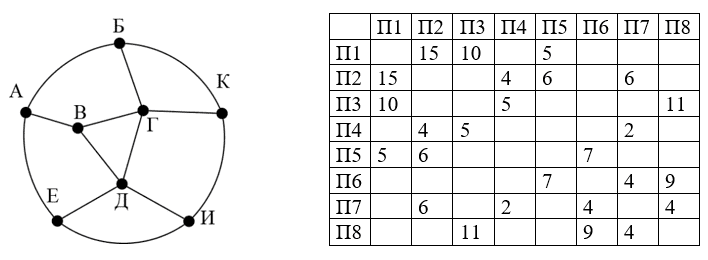 Б
А
К
В
Г
Е
Д
И
П1 П2 П3 П4 П5 П6 П7 П8
П1 15 10 5
П2 15 4 6 6
П3 10 5 11
П4 4 5 2
П5 5 6 7
П6 7 4 9
П7 6 2 4 4
П8 11 9 4